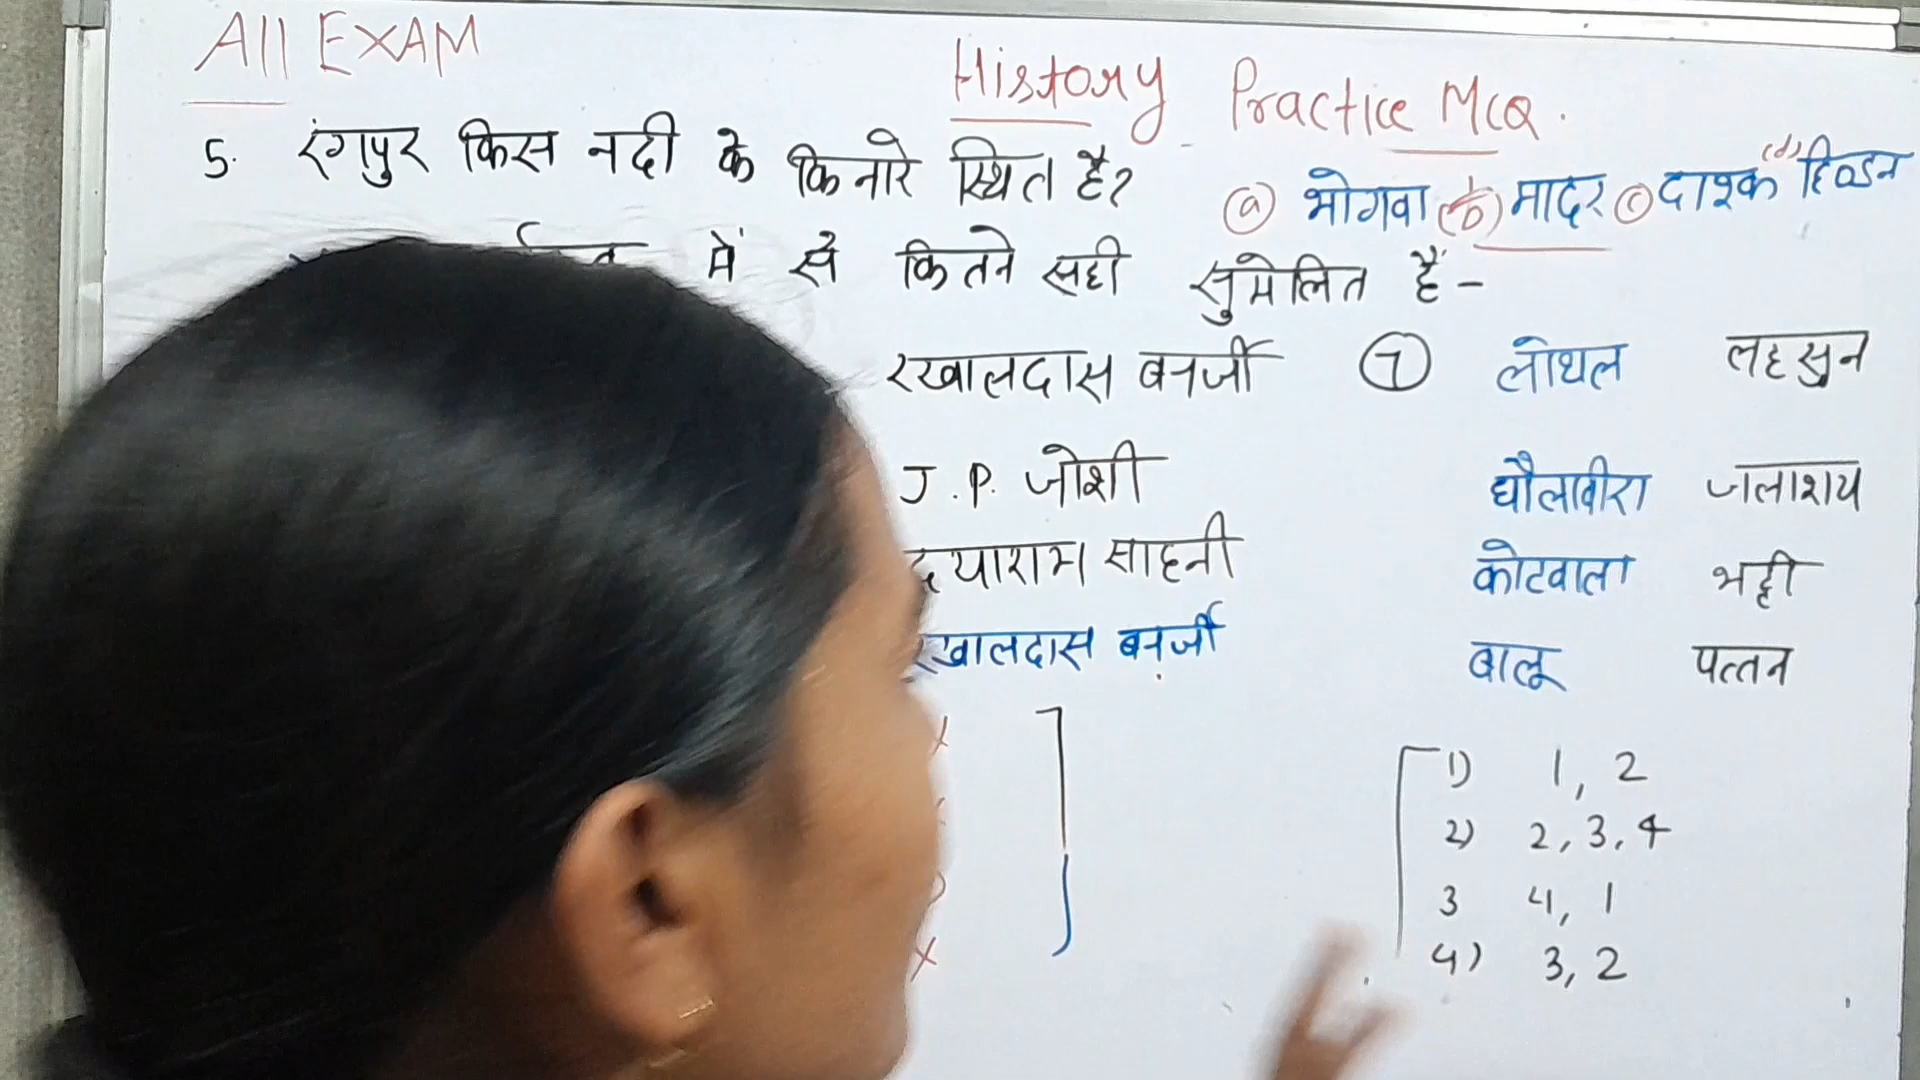 All EXAM
History Practice MCQ.
5. रंगपुर किस नदी के किनारे स्थित है? (a) भोगवा (b) मादर (c) दाश्क (d) हिण्डन
में से कितने सही सुमेलित हैं -
रखालदास बनर्जी
J.P. जोशी
दयाराम साहनी
रखालदास बनर्जी
7 लोथल लहसुन
धौलावीरा जलाशय
कोटवाला भट्टी
बालू पत्तन
1) 1, 2
2) 2, 3, 4
3 4, 1
4) 3, 2